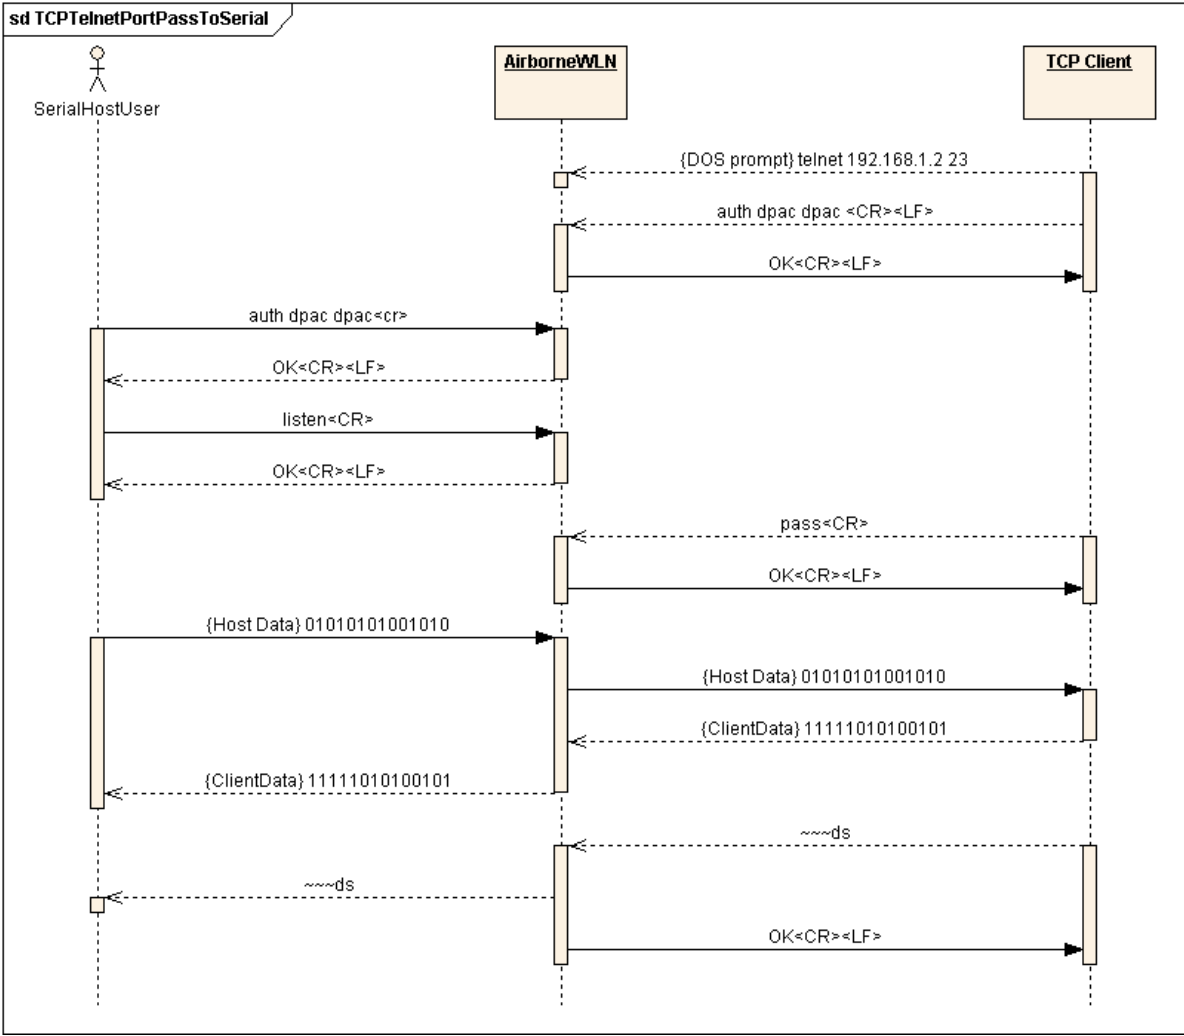 sd TCPTelnetPortPassToSerial
AirborneWLN
TCP Client
SerialHostUser
{DOS prompt} telnet 192.168.1.2 23
auth dpac dpac <CR><LF>
OK<CR><LF>
auth dpac dpac<cr>
OK<CR><LF>
listen<CR>
OK<CR><LF>
pass<CR>
OK<CR><LF>
{Host Data} 01010101001010
{Host Data} 01010101001010
{ClientData} 11111010100101
{ClientData} 11111010100101
~~~ds
~~~ds
OK<CR><LF>